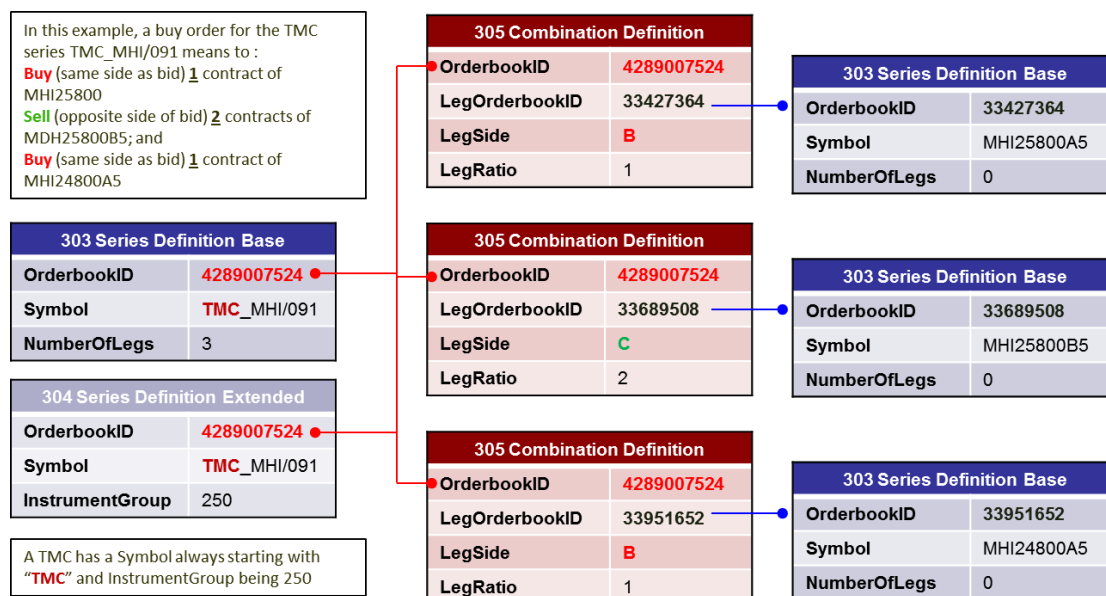 In this example, a buy order for the TMC
series TMC_MHI/091 means to :
Buy (same side as bid) 1 contract of
MHI25800
Sell (opposite side of bid) 2 contracts of
MDH25800B5; and
Buy (same side as bid) 1 contract of
MHI24800A5
303 Series Definition Base
OrderbookID 4289007524
Symbol TMC_MHI/091
NumberOfLegs 3
304 Series Definition Extended
OrderbookID 4289007524
Symbol TMC_MHI/091
InstrumentGroup 250
A TMC has a Symbol always starting with
“TMC” and InstrumentGroup being 250
305 Combination Definition
OrderbookID 4289007524
LegOrderbookID 33427364
LegSide B
LegRatio 1
305 Combination Definition
OrderbookID 4289007524
LegOrderbookID 33689508
LegSide C
LegRatio 2
305 Combination Definition
OrderbookID 4289007524
LegOrderbookID 33951652
LegSide B
LegRatio 1
303 Series Definition Base
OrderbookID 33427364
Symbol MHI25800A5
NumberOfLegs 0
303 Series Definition Base
OrderbookID 33689508
Symbol MHI25800B5
NumberOfLegs 0
303 Series Definition Base
OrderbookID 33951652
Symbol MHI24800A5
NumberOfLegs 0